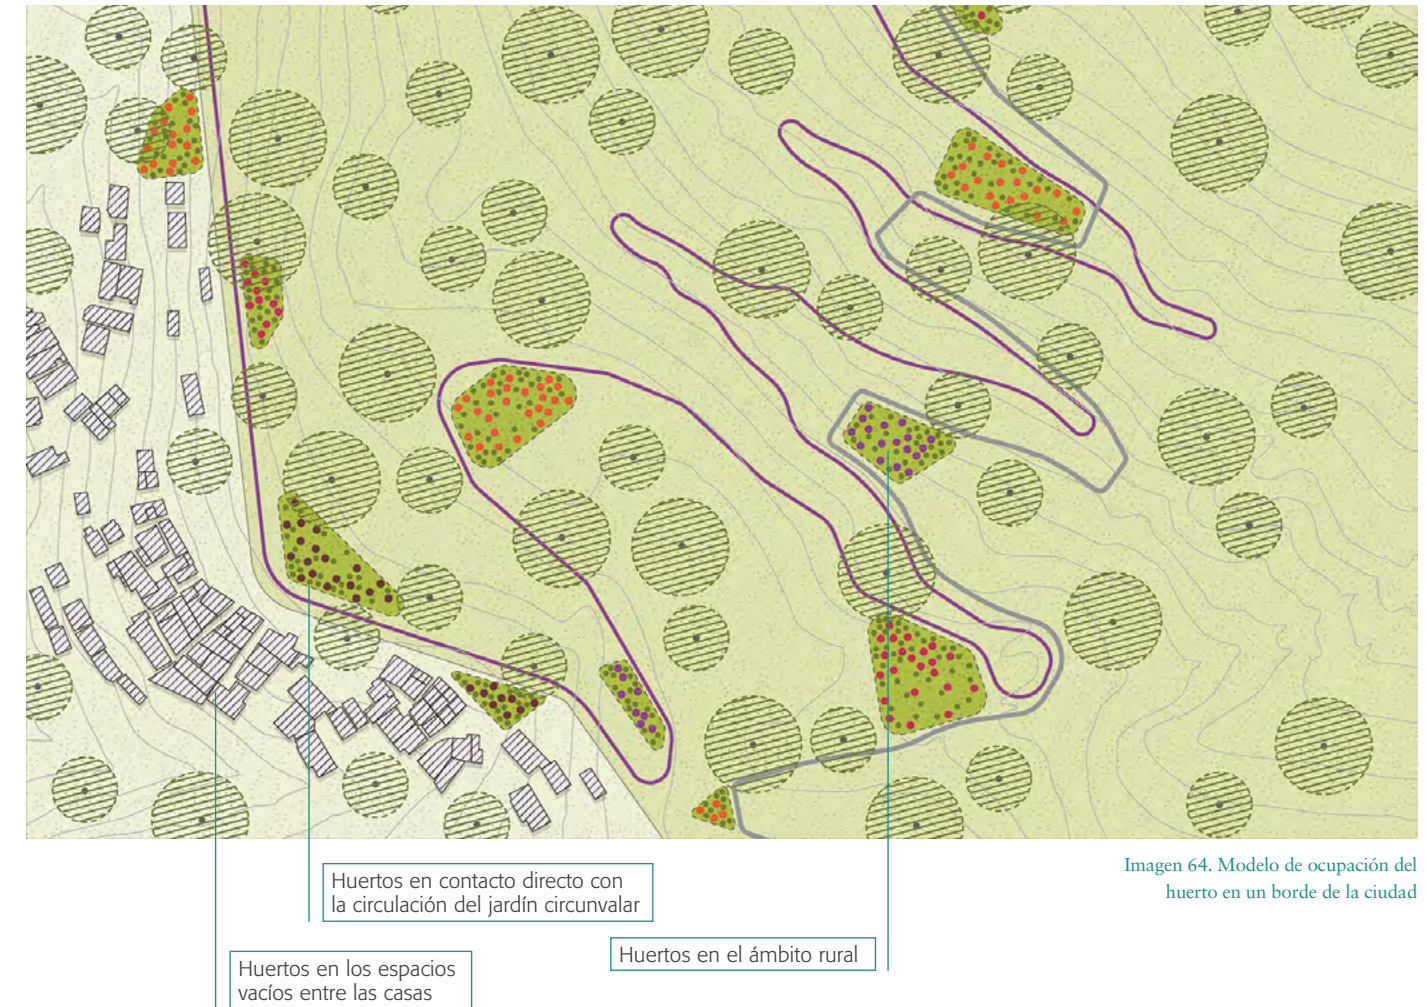 Imagen 64. Modelo de ocupación del
huerto en un borde de la ciudad
Huertos en contacto directo con
la circulación del jardín circunvalar
Huertos en el ámbito rural
Huertos en los espacios
vacíos entre las casas